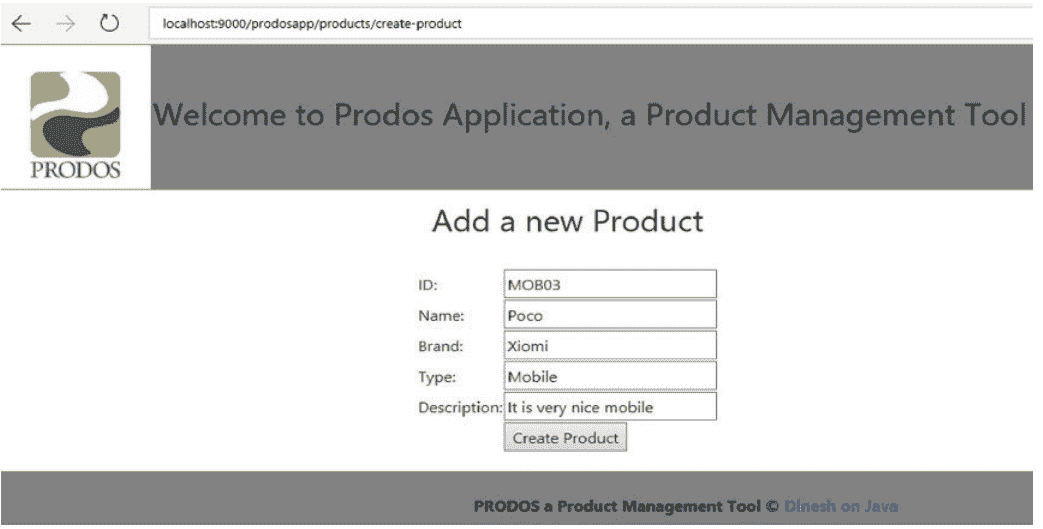 localhost:9000/prodosapp/products/create-product
PRODOS
Welcome to Prodos Application, a Product Management Tool
Add a new Product
ID: MOB03
Name: Poco
Brand: Xiomi
Type: Mobile
Description: It is very nice mobile
Create Product
PRODOS a Product Management Tool © Dinesh on Java